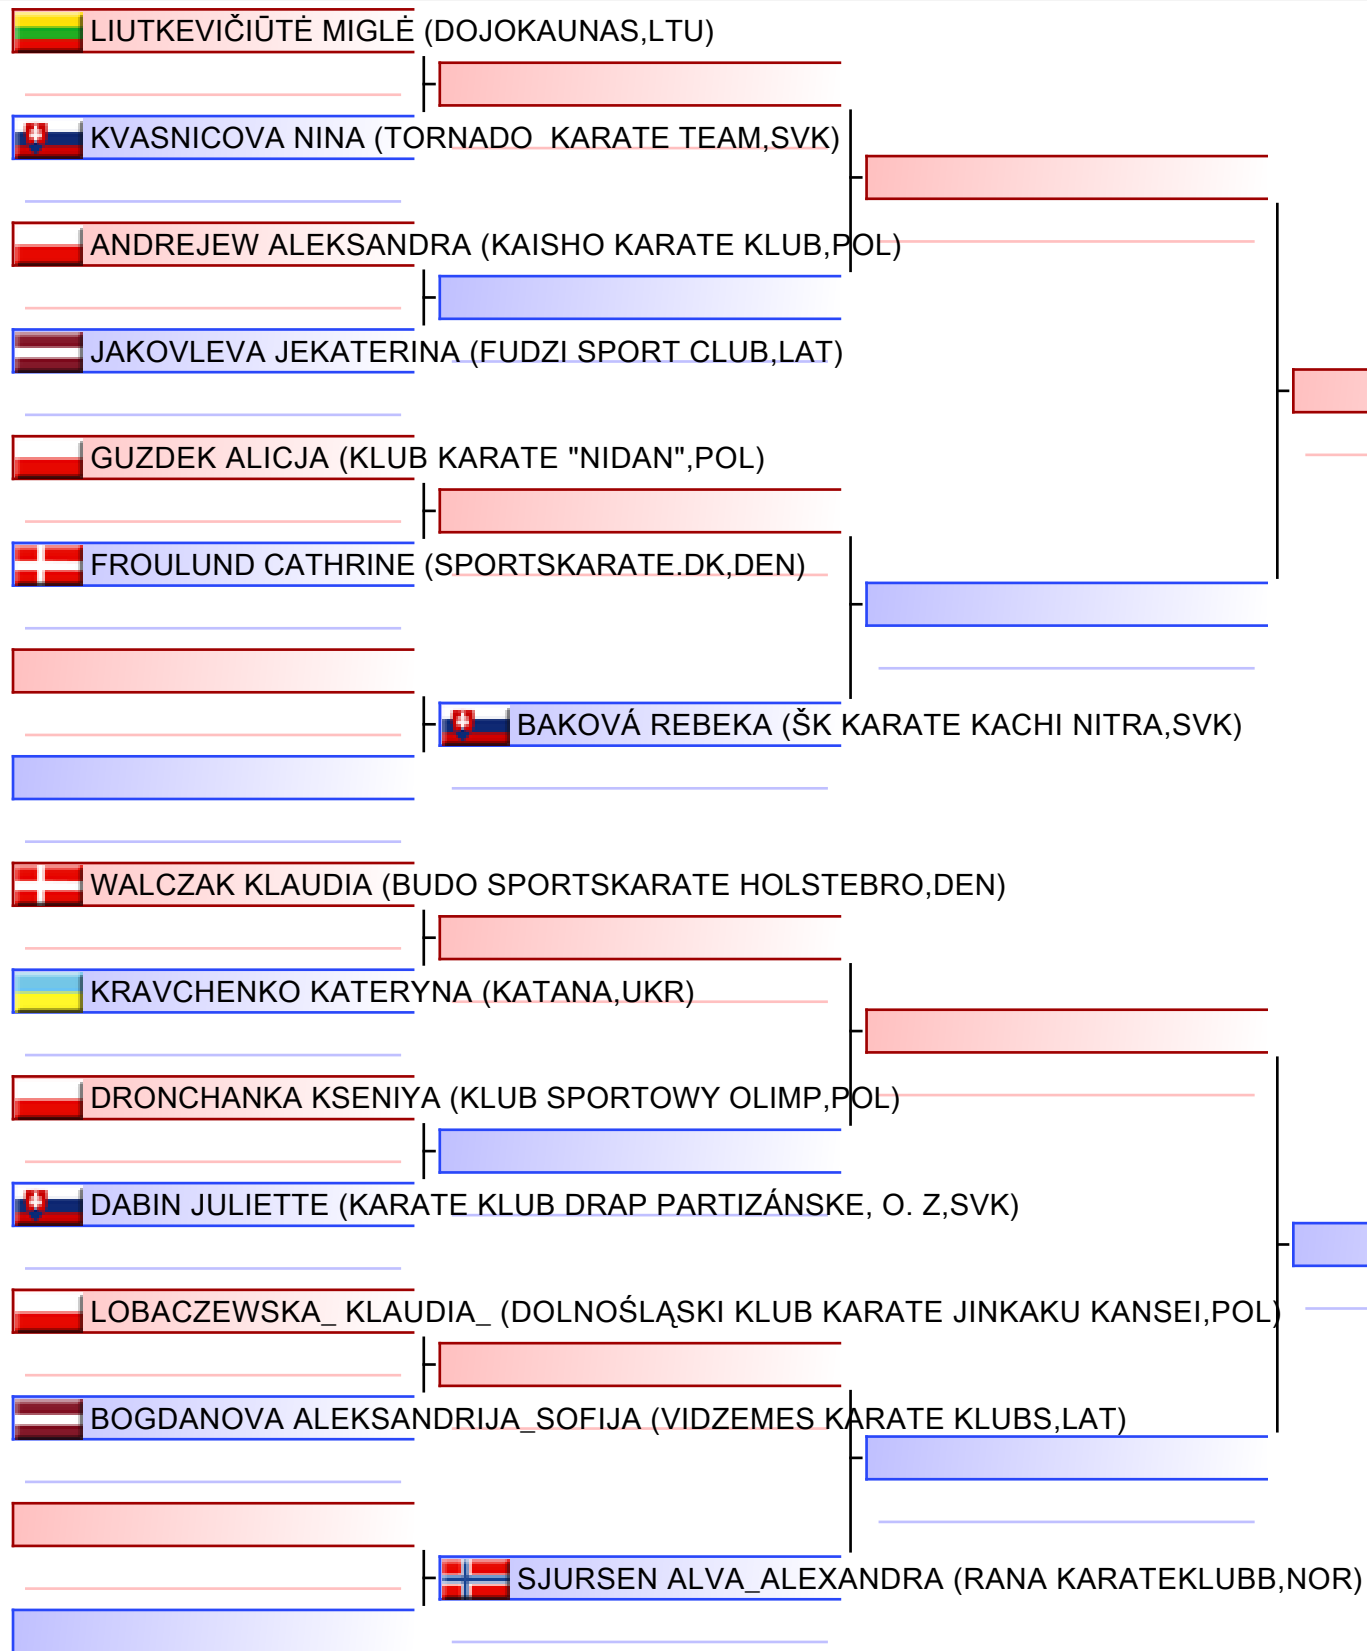 LIUTKEVIČIŪTĖ MIGLĖ (DOJOKAUNAS,LTU)
KVASNICOVA NINA (TORNADO  KARATE TEAM,SVK)
ANDREJEW ALEKSANDRA (KAISHO KARATE KLUB,POL)
JAKOVLEVA JEKATERINA (FUDZI SPORT CLUB,LAT)
GUZDEK ALICJA (KLUB KARATE "NIDAN",POL)
FROULUND CATHRINE (SPORTSKARATE.DK,DEN)
BAKOVÁ REBEKA (ŠK KARATE KACHI NITRA,SVK)
WALCZAK KLAUDIA (BUDO SPORTSKARATE HOLSTEBRO,DEN)
KRAVCHENKO KATERYNA (KATANA,UKR)
DRONCHANKA KSENIYA (KLUB SPORTOWY OLIMP,POL)
DABIN JULIETTE (KARATE KLUB DRAP PARTIZÁNSKE, O. Z,SVK)
LOBACZEWSKA_ KLAUDIA_ (DOLNOŚLĄSKI KLUB KARATE JINKAKU KANSEI,POL)
BOGDANOVA ALEKSANDRIJA_SOFIJA (VIDZEMES KARATE KLUBS,LAT)
SJURSEN ALVA_ALEXANDRA (RANA KARATEKLUBB,NOR)